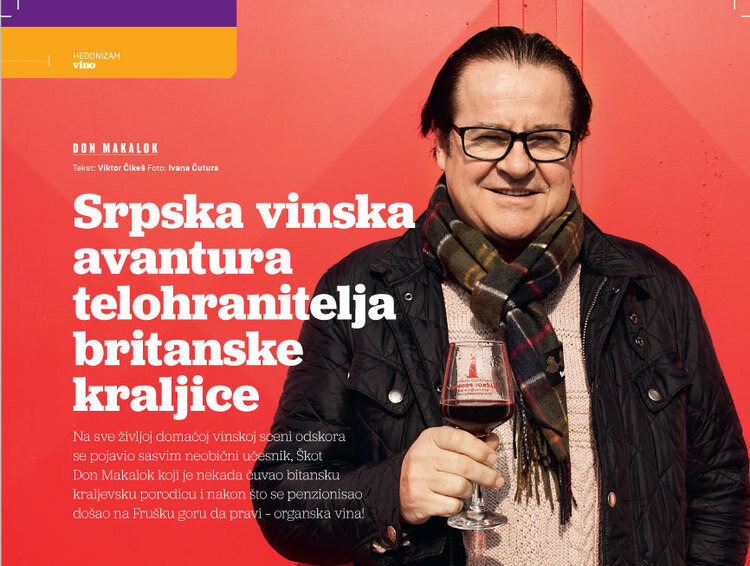 HEDONIZAM
vino
DON MAKALOK
Tekst: Viktor Čikeš Foto: Ivana Čutura
Srpska vinska
avantura
telohranitelja
britanske
kraljice
Na sve življoj domaćoj vinskoj sceni odskora
se pojavio sasvim neobični učesnik, Škot
Don Makalok koji je nekada čuvao bitansku
kraljevsku porodicu i nakon što se penzionisao
došao na Frušku goru da pravi – organska vina!